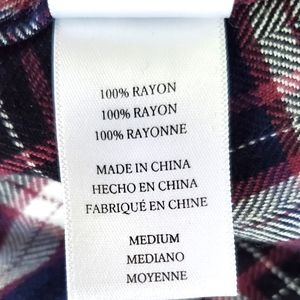 100% RAYON
100% RAYON
100% RAYONNE
MADE IN CHINA
HECHO EN CHINA
FABRIQUÉ EN CHINE
MEDIUM
MEDIANO
MOYENNE